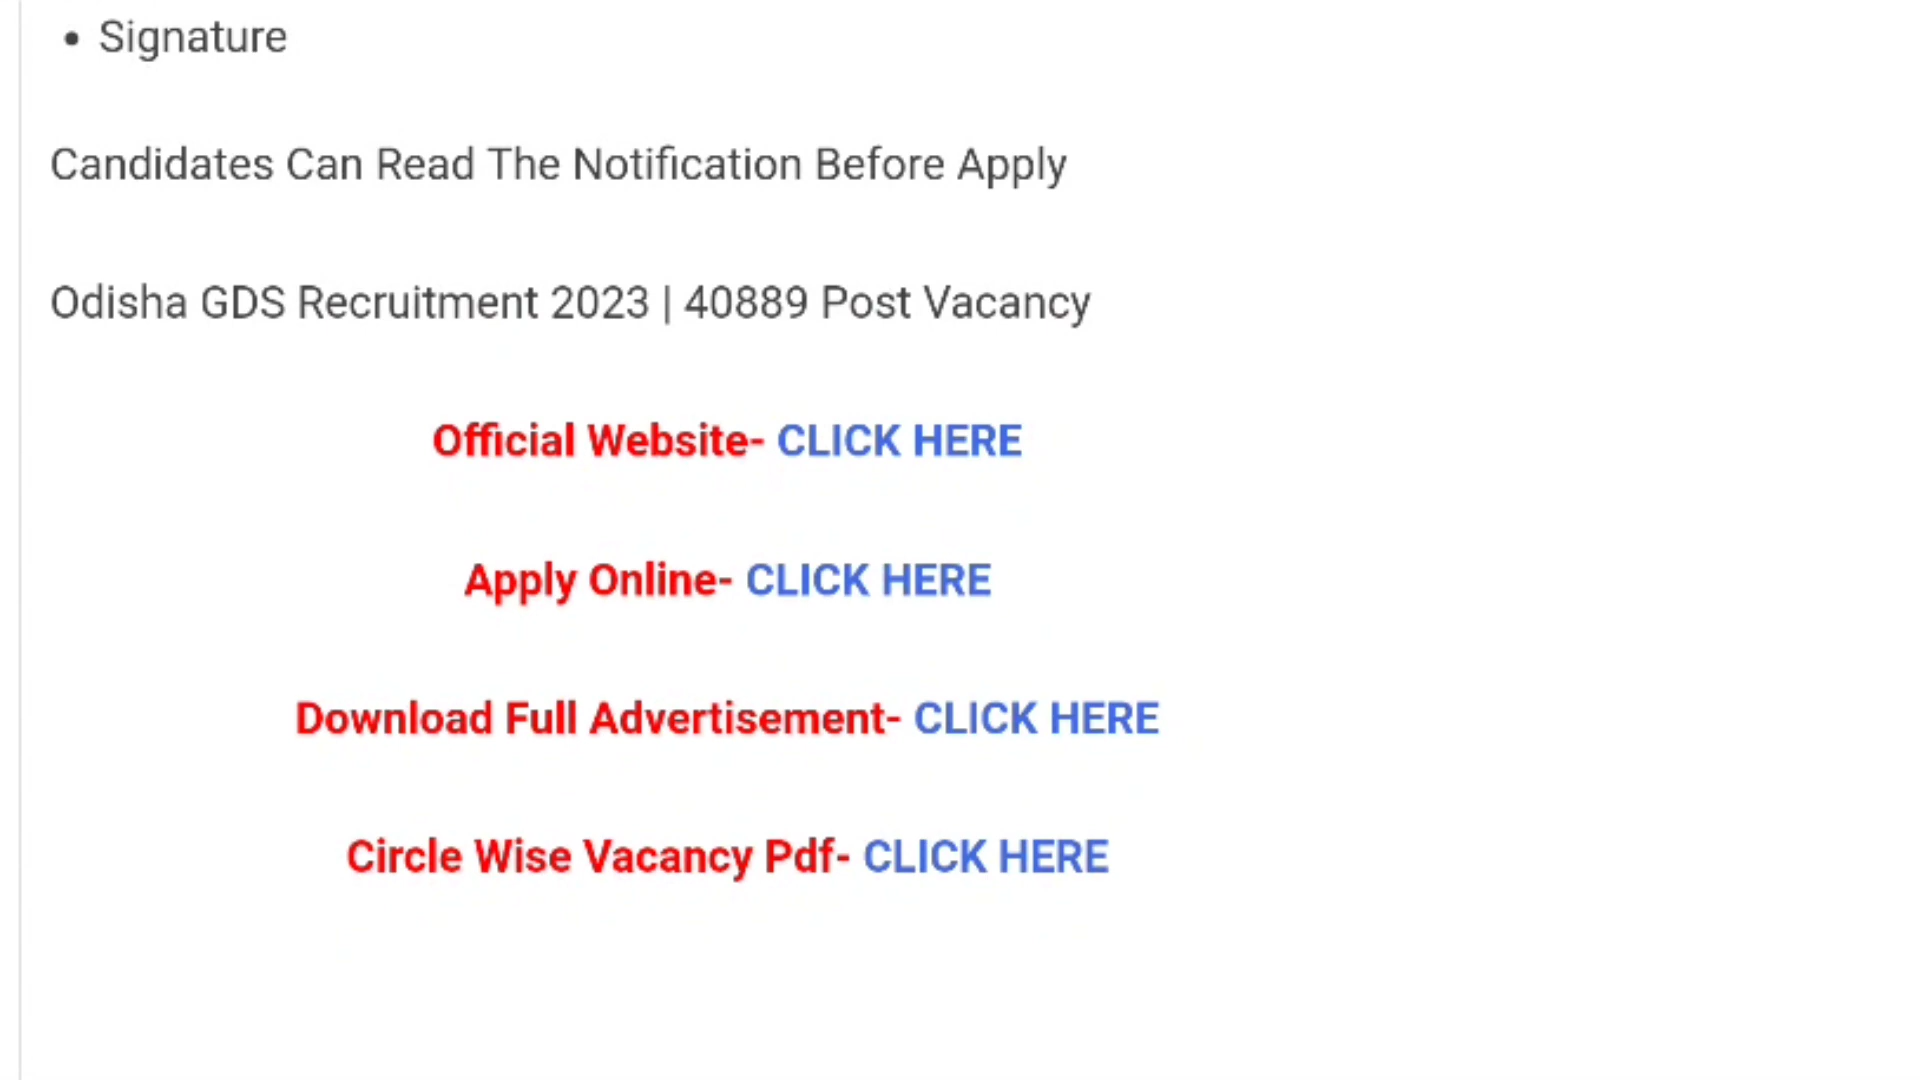 • Signature
Candidates Can Read The Notification Before Apply
Odisha GDS Recruitment 2023 | 40889 Post Vacancy
Official Website- CLICK HERE
Apply Online- CLICK HERE
Download Full Advertisement- CLICK HERE
Circle Wise Vacancy Pdf- CLICK HERE